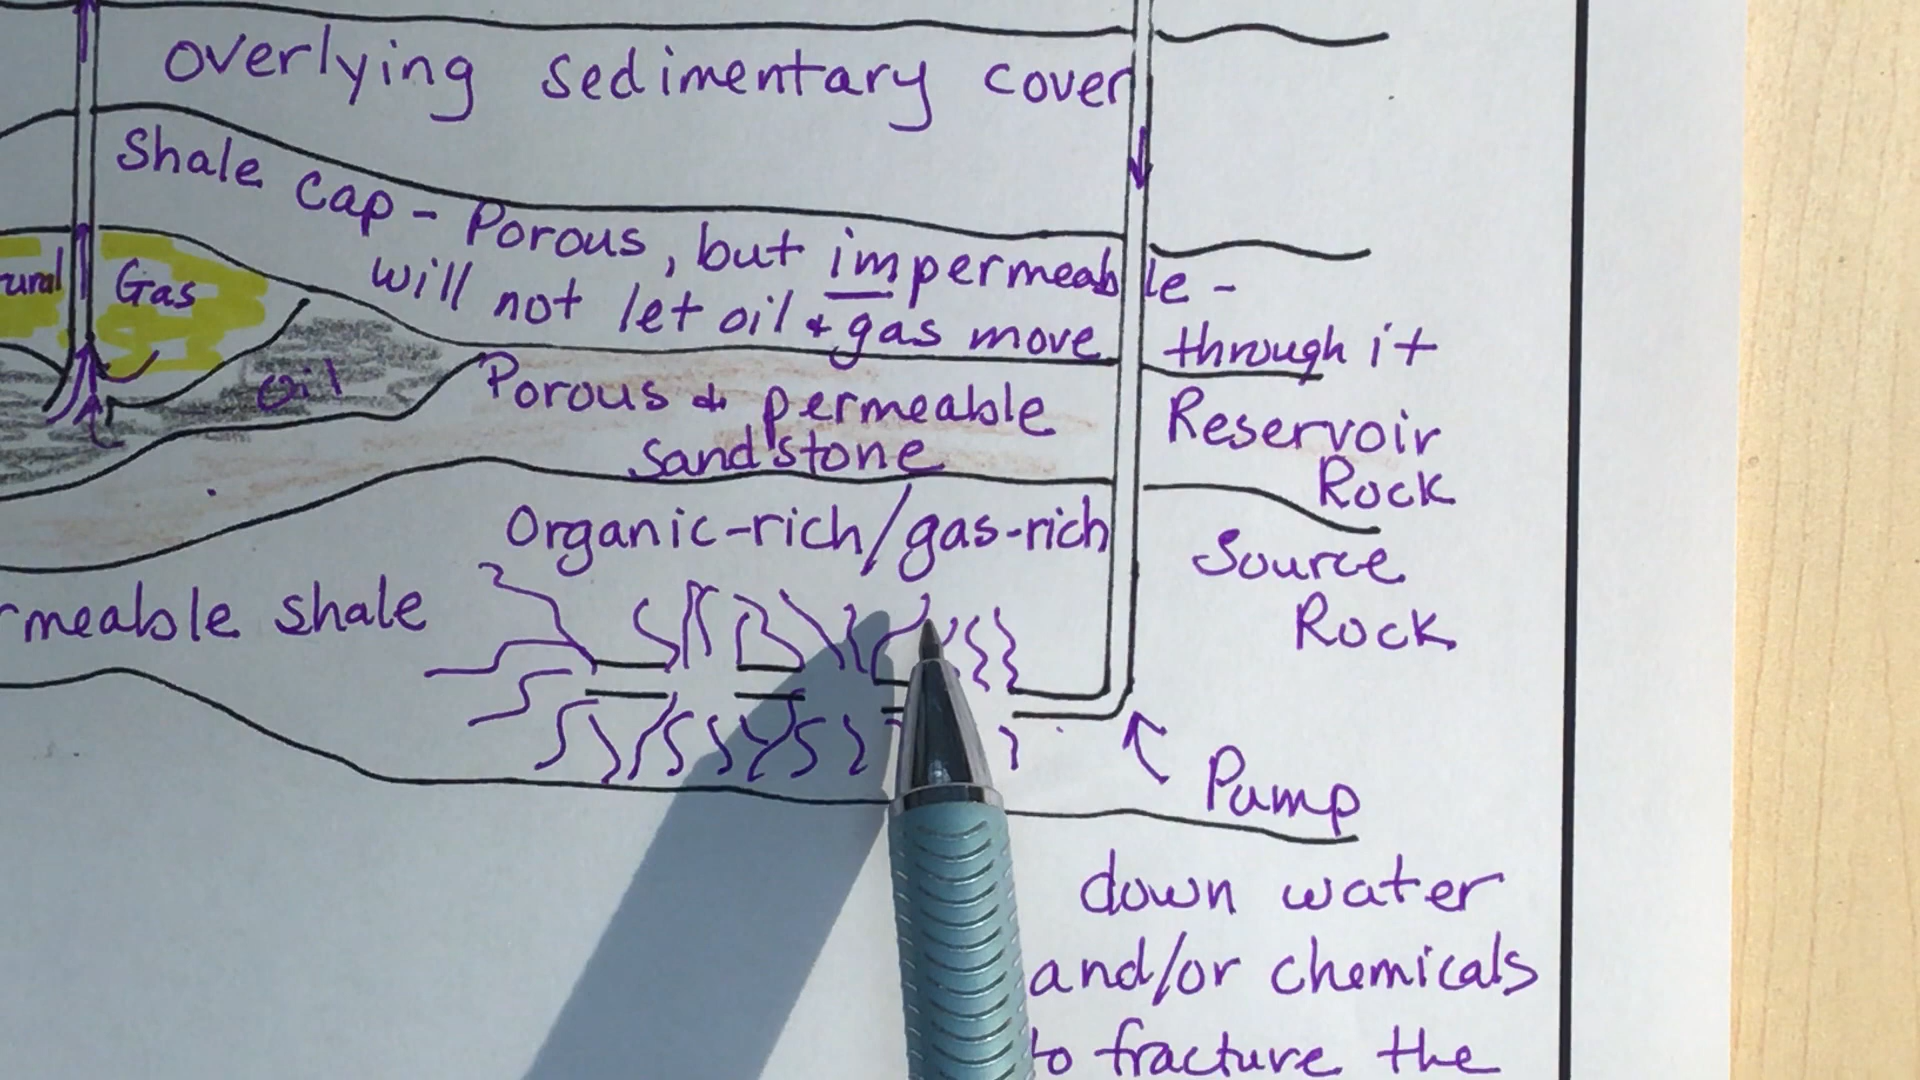 overlying sedimentary cover
Shale Cap - Porous, but impermeable -
will not let oil & gas move through it
ural Gas
oil
Porous & permeable
sandstone
Reservoir
Rock
Organic-rich/gas-rich
rmeable shale
Source
Rock
Pump
down water
and/or chemicals
to fracture the